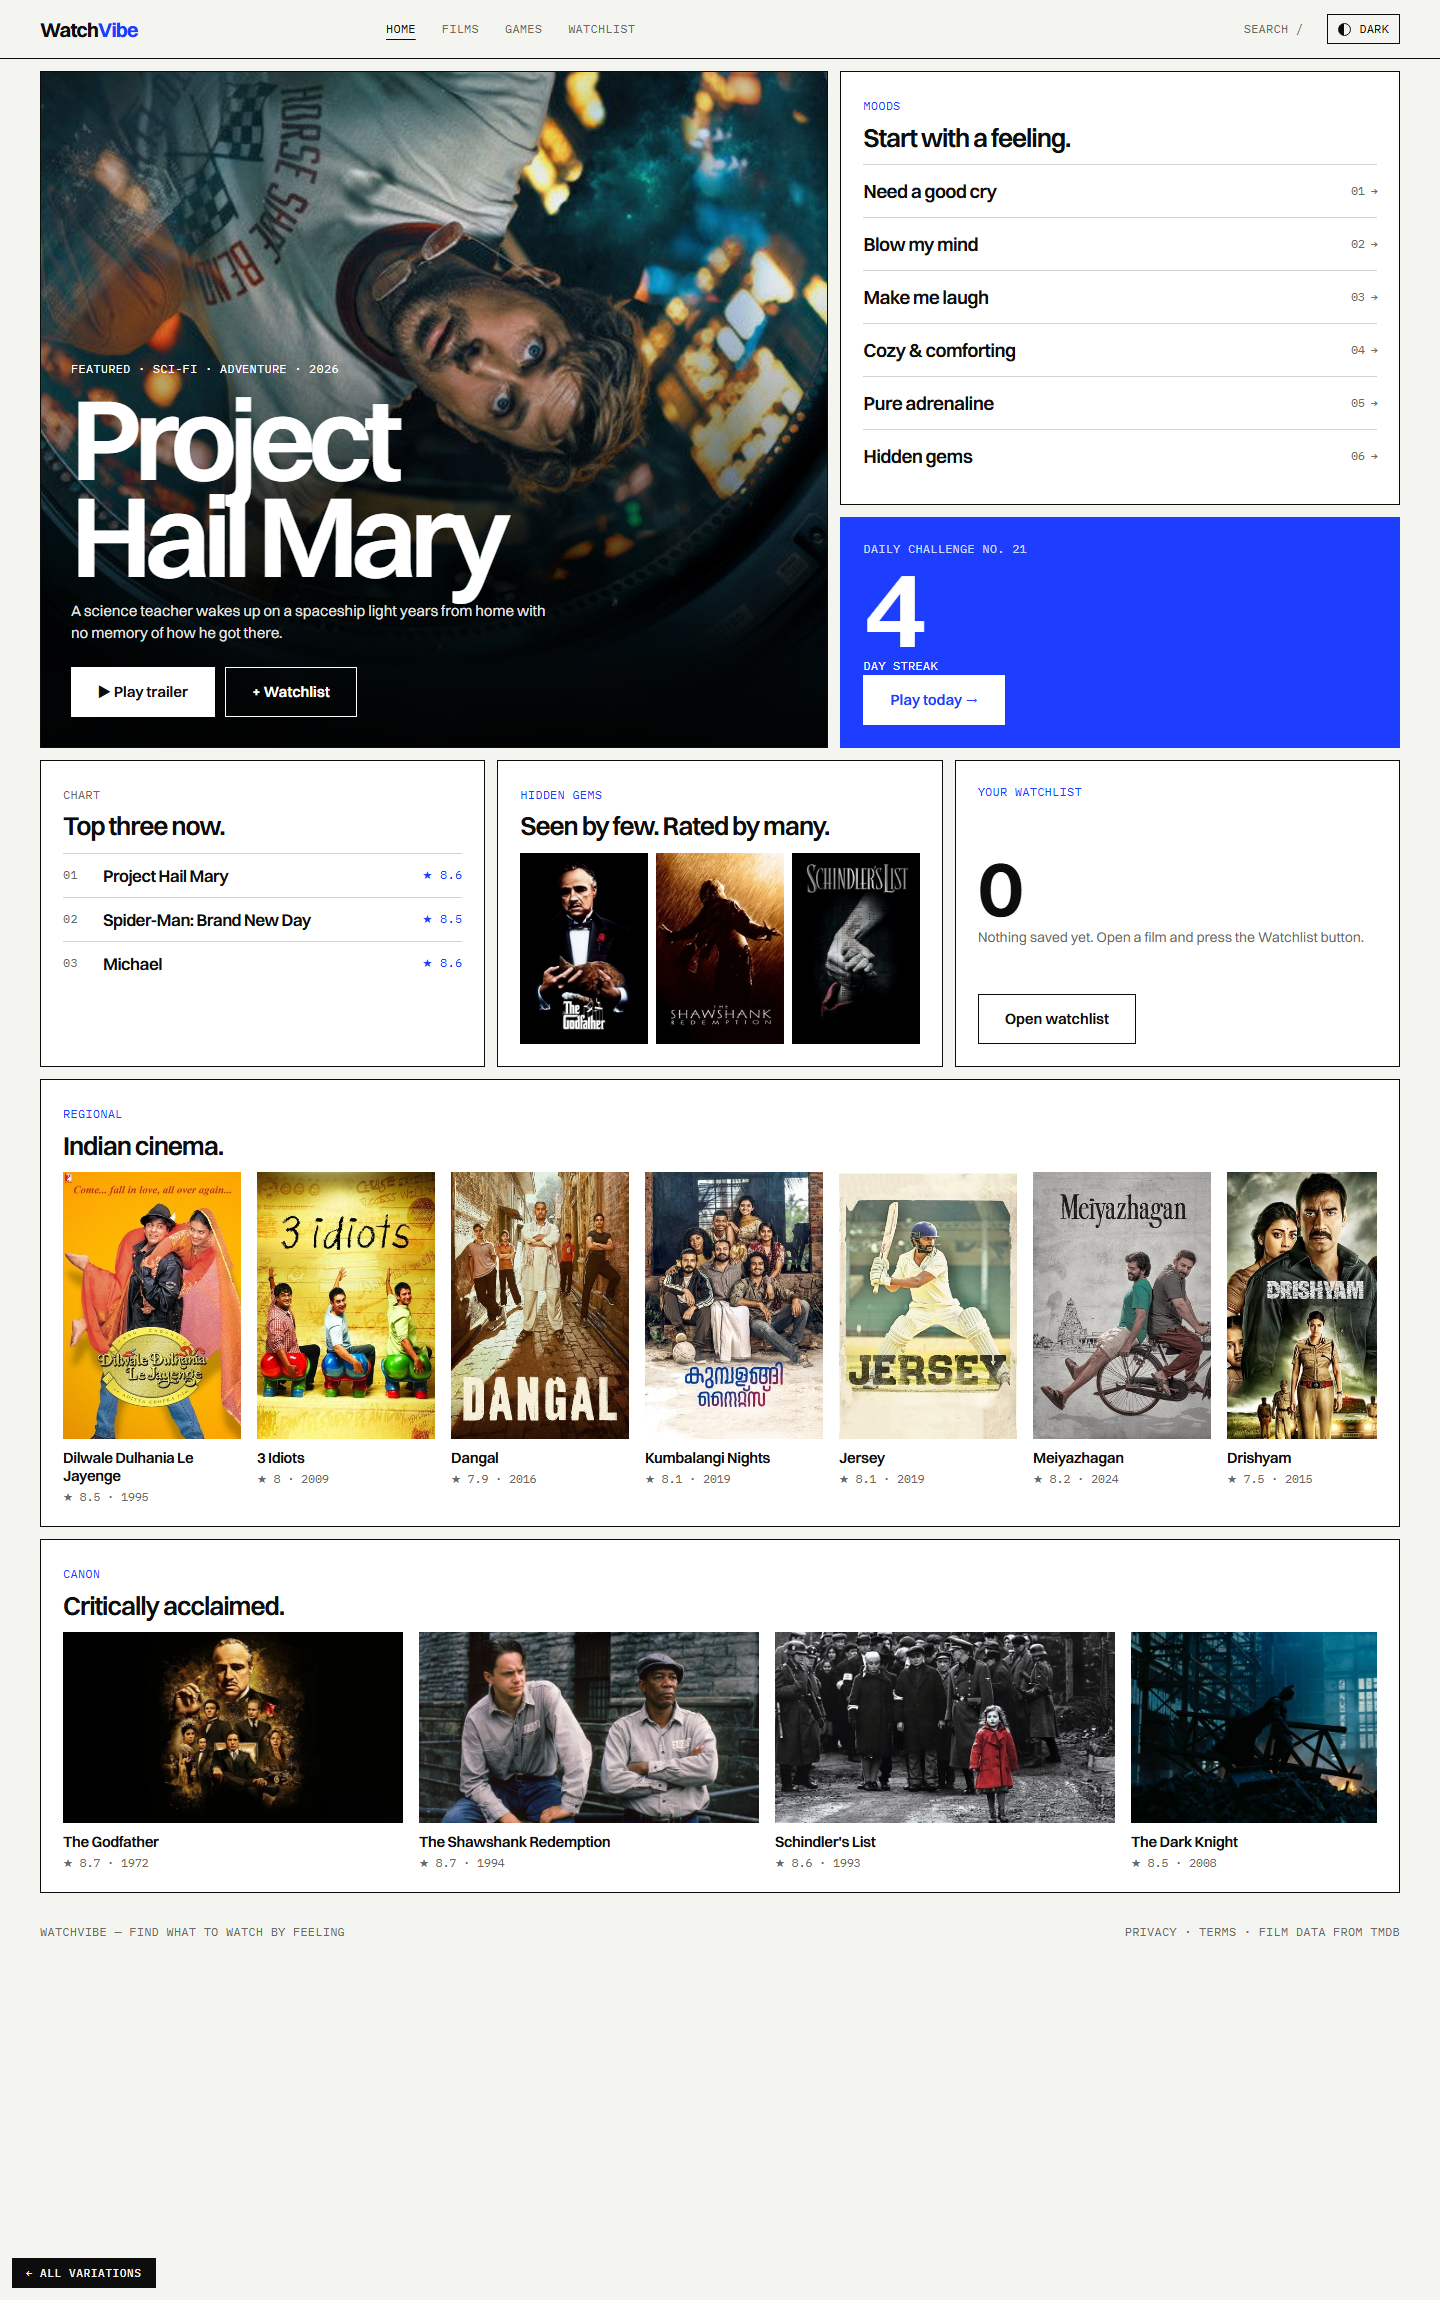 WatchVibe
HOME FILMS GAMES WATCHLIST
SEARCH /
DARK
HORSE SHOE BEND
FEATURED · SCI-FI · ADVENTURE · 2026
Project
Hail Mary
A science teacher wakes up on a spaceship light years from home with
no memory of how he got there.
▶ Play trailer
+ Watchlist
MOODS
Start with a feeling.
Need a good cry 01 →
Blow my mind 02 →
Make me laugh 03 →
Cozy & comforting 04 →
Pure adrenaline 05 →
Hidden gems 06 →
DAILY CHALLENGE NO. 21
4
DAY STREAK
Play today →
CHART
Top three now.
01 Project Hail Mary ★ 8.6
02 Spider-Man: Brand New Day ★ 8.5
03 Michael ★ 8.6
HIDDEN GEMS
Seen by few. Rated by many.
The
Godfather
THE
SHAWSHANK
REDEMPTION
SCHINDLER'S LIST
YOUR WATCHLIST
0
Nothing saved yet. Open a film and press the Watchlist button.
Open watchlist
REGIONAL
Indian cinema.
Come... fall in love, all over again...
Dilwale Dulhania
Le Jayenge
3 idiots
DANGAL
കുമ്പളങ്ങി
നൈറ്റ്സ്
JERSEY
Meiyazhagan
DRISHYAM
Dilwale Dulhania Le
Jayenge
★ 8.5 · 1995
3 Idiots
★ 8 · 2009
Dangal
★ 7.9 · 2016
Kumbalangi Nights
★ 8.1 · 2019
Jersey
★ 8.1 · 2019
Meiyazhagan
★ 8.2 · 2024
Drishyam
★ 7.5 · 2015
CANON
Critically acclaimed.
The Godfather
★ 8.7 · 1972
The Shawshank Redemption
★ 8.7 · 1994
Schindler's List
★ 8.6 · 1993
The Dark Knight
★ 8.5 · 2008
WATCHVIBE — FIND WHAT TO WATCH BY FEELING
PRIVACY · TERMS · FILM DATA FROM TMDB
← ALL VARIATIONS